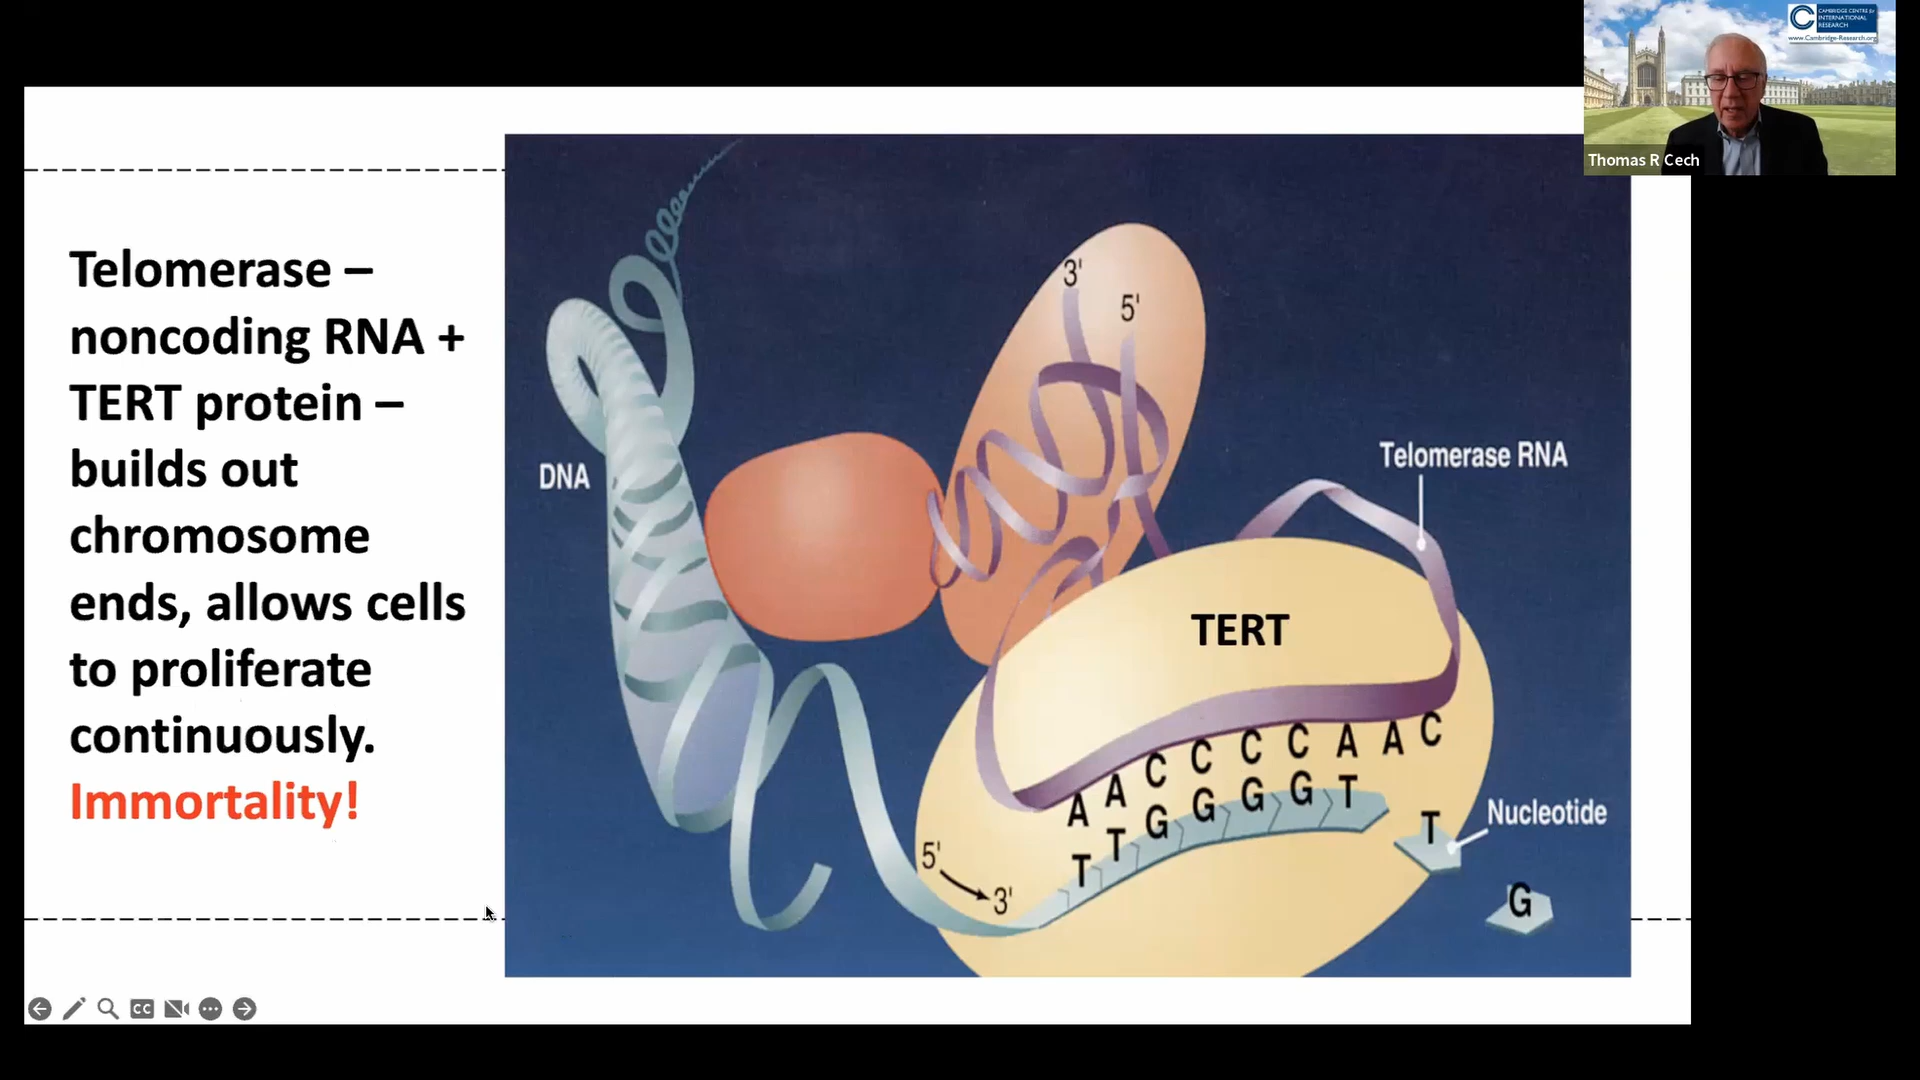 CAMBRIDGE CENTRE for
INTERNATIONAL
RESEARCH
www.Cambridge-Research.org
Thomas R Cech
Telomerase –
noncoding RNA +
TERT protein –
builds out
chromosome
ends, allows cells
to proliferate
continuously.
Immortality!
3'
5'
DNA
Telomerase RNA
TERT
A A C C C C A A C
T T G G G G T
T
Nucleotide
G
5'
3'
CC